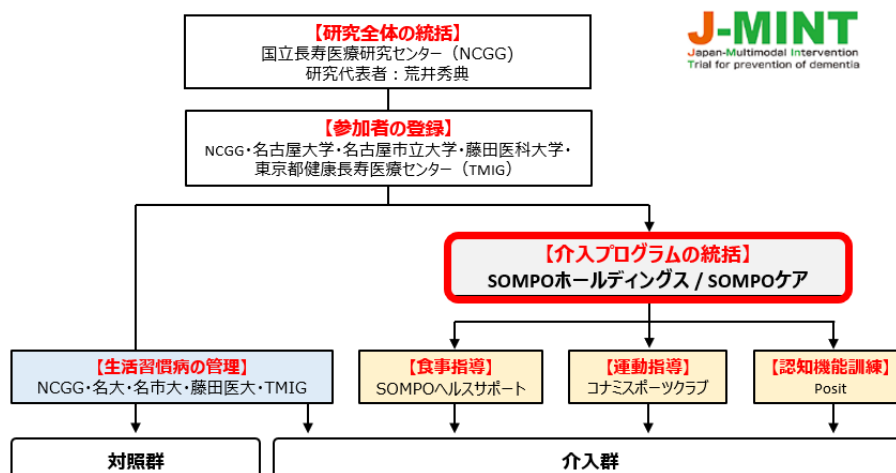 【研究全体の統括】
国立長寿医療研究センター（NCGG)
研究代表者：荒井秀典
J-MINT
Japan-Multimodal Intervention
Trial for prevention of dementia
【参加者の登録】
NCGG・名古屋大学・名古屋市立大学・藤田医科大学・
東京都健康長寿医療センター（TMIG）
【介入プログラムの統括】
SOMPOホールディングス / SOMPOケア
【生活習慣病の管理】
NCGG・名大・名市大・藤田医大・TMIG
【食事指導】
SOMPOヘルスサポート
【運動指導】
コナミスポーツクラブ
【認知機能訓練】
Posit
対照群
介入群